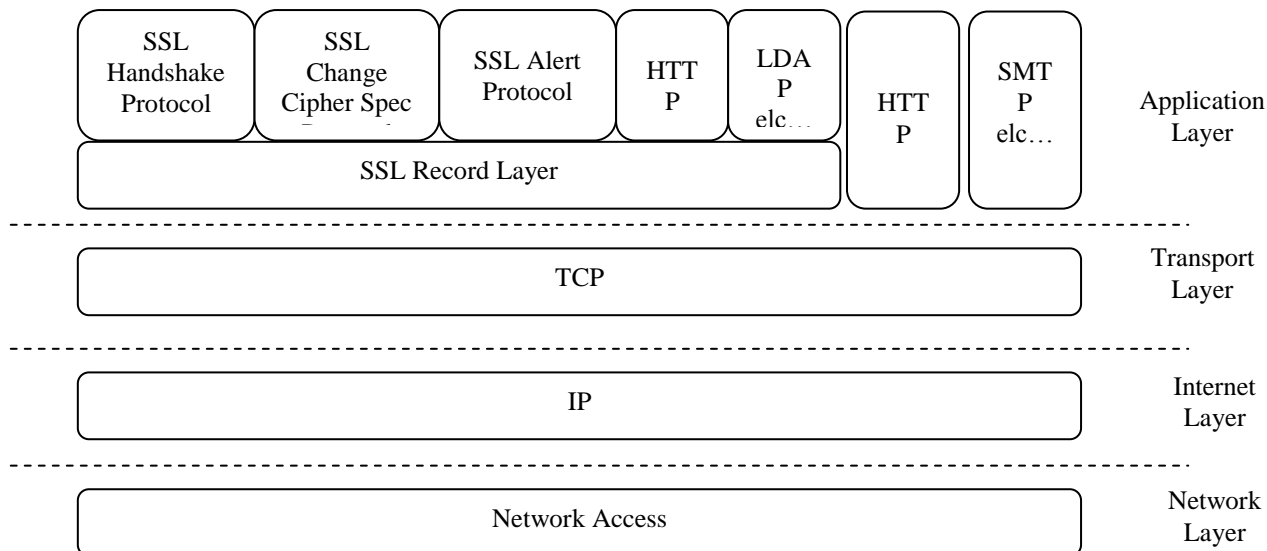 SSL
Handshake
Protocol
SSL
Change
Cipher Spec
SSL Alert
Protocol
HTT
P
LDA
P
elc…
HTT
P
SMT
P
elc…
Application
Layer
SSL Record Layer
TCP
Transport
Layer
IP
Internet
Layer
Network Access
Network
Layer